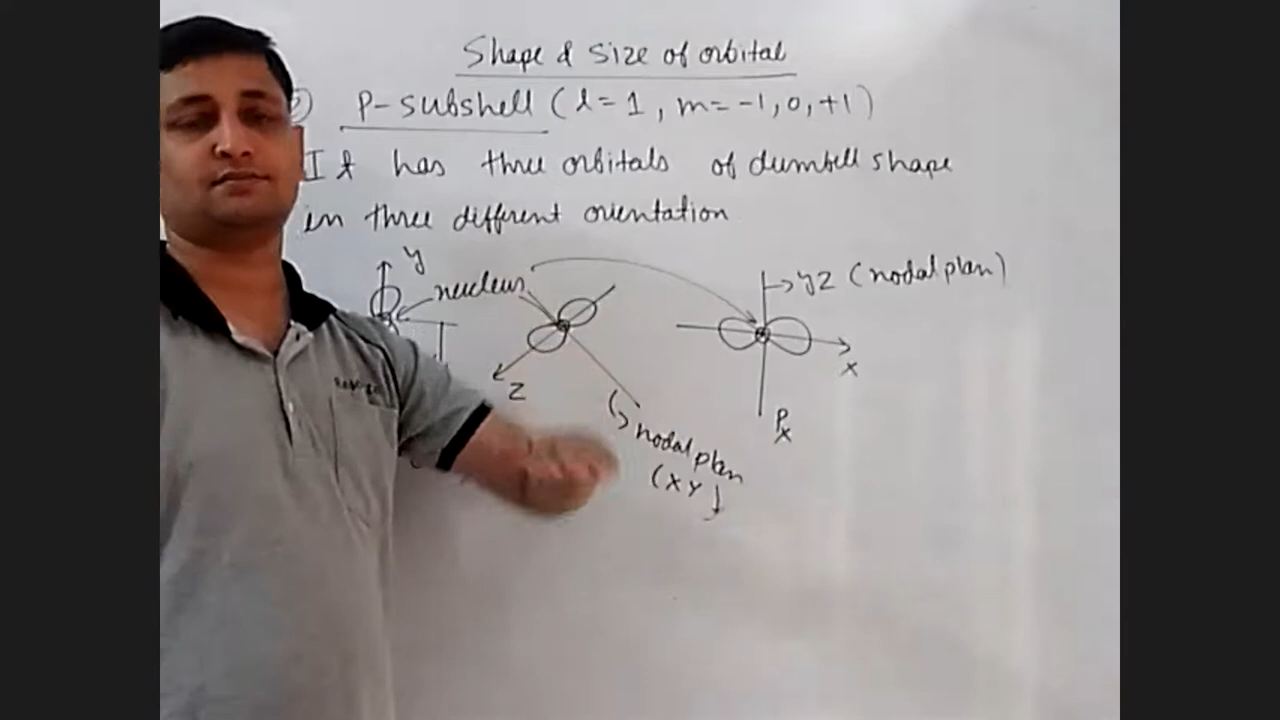 Shape & Size of orbital
P-subshell (l=1, m=-1,0,+1)
It has three orbitals of dumbell shape
in three different orientation
y
nucleus
yz (nodal plan)
x
z
Px
nodal plan
(xy)